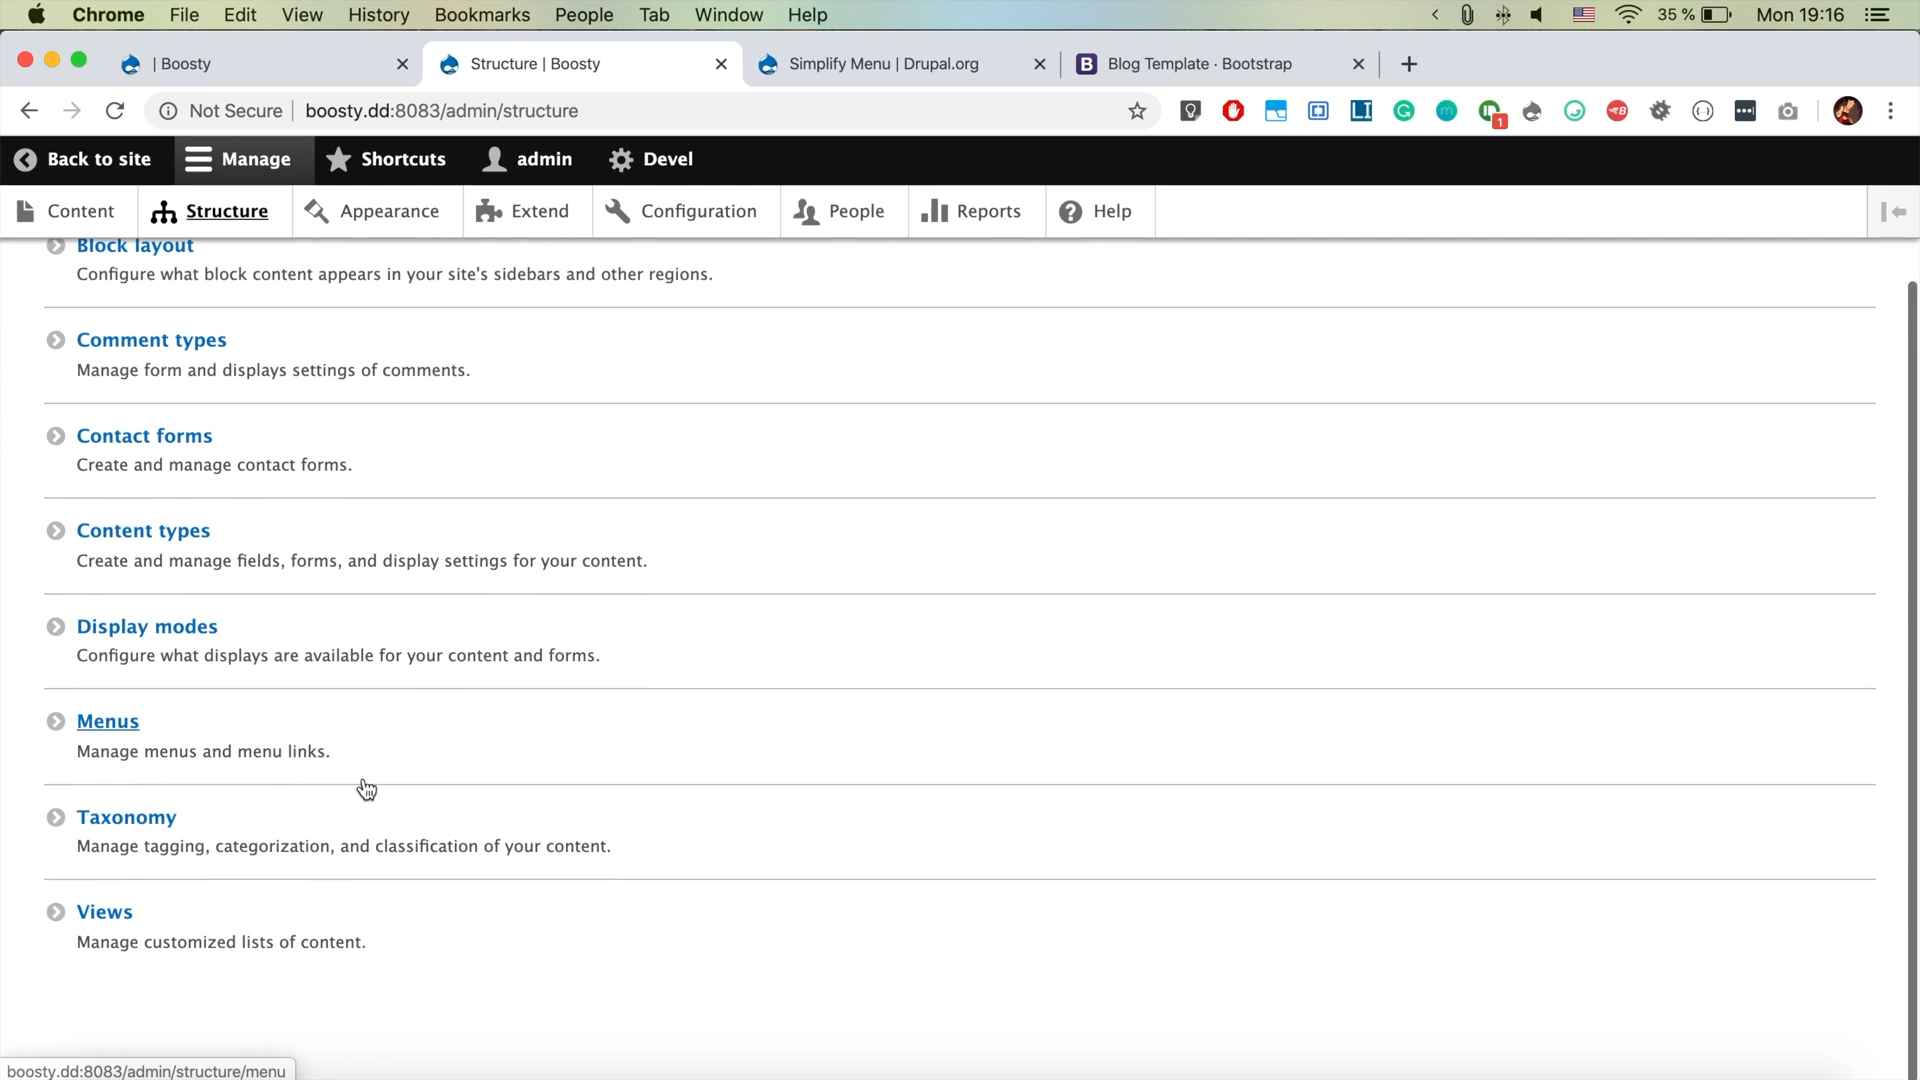 Chrome File Edit View History Bookmarks People Tab Window Help 35 % Mon 19:16
| Boosty Structure | Boosty Simplify Menu | Drupal.org Blog Template · Bootstrap
Not Secure boosty.dd:8083/admin/structure
Back to site Manage Shortcuts admin Devel
Content Structure Appearance Extend Configuration People Reports Help
Block layout
Configure what block content appears in your site's sidebars and other regions.
Comment types
Manage form and displays settings of comments.
Contact forms
Create and manage contact forms.
Content types
Create and manage fields, forms, and display settings for your content.
Display modes
Configure what displays are available for your content and forms.
Menus
Manage menus and menu links.
Taxonomy
Manage tagging, categorization, and classification of your content.
Views
Manage customized lists of content.
boosty.dd:8083/admin/structure/menu